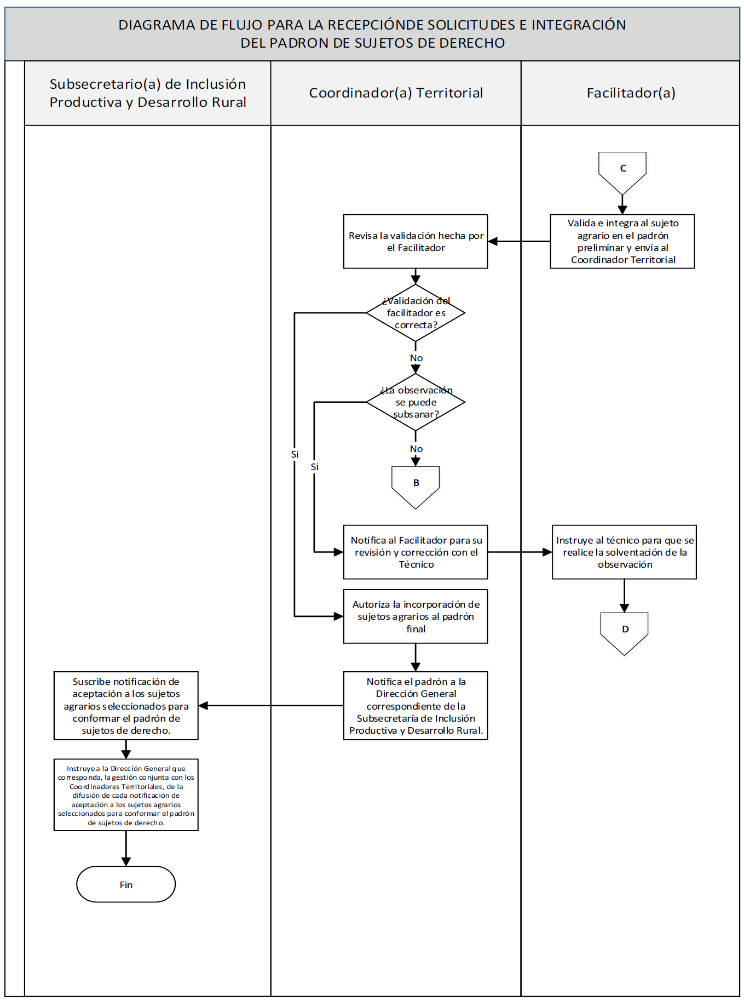 DIAGRAMA DE FLUJO PARA LA RECEPCIÓNDE SOLICITUDES E INTEGRACIÓN
DEL PADRON DE SUJETOS DE DERECHO
Subsecretario(a) de Inclusión
Productiva y Desarrollo Rural
Coordinador(a) Territorial
Facilitador(a)
C
Valida e integra al sujeto
agrario en el padrón
preliminar y envía al
Coordinador Territorial
Revisa la validación hecha por
el Facilitador
¿Validación del
facilitador es
correcta?
No
¿La observación
se puede
subsanar?
No
Si
Si
B
Notifica al Facilitador para su
revisión y corrección con el
Técnico
Instruye al técnico para que se
realice la solventación de la
observación
D
Autoriza la incorporación de
sujetos agrarios al padrón
final
Notifica el padrón a la
Dirección General
correspondiente de la
Subsecretaría de Inclusión
Productiva y Desarrollo Rural.
Suscribe notificación de
aceptación a los sujetos
agrarios seleccionados para
conformar el padrón de
sujetos de derecho.
Instruye a la Dirección General que
corresponda, la gestión conjunta con los
Coordinadores Territoriales, de la
difusión de cada notificación de
aceptación a los sujetos agrarios
seleccionados para conformar el padrón
de sujetos de derecho.
Fin